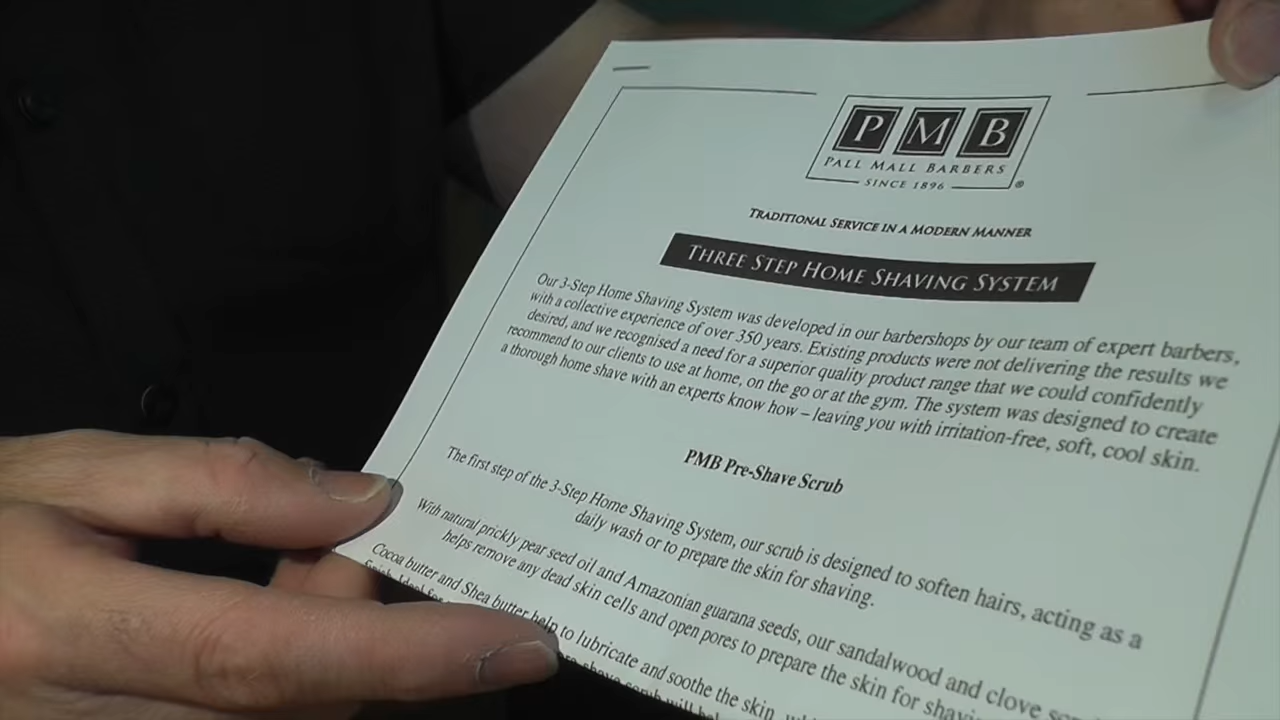 P M B
PALL MALL BARBERS
SINCE 1896
®
TRADITIONAL SERVICE IN A MODERN MANNER
THREE STEP HOME SHAVING SYSTEM
Our 3-Step Home Shaving System was developed in our barbershops by our team of expert barbers,
with a collective experience of over 350 years. Existing products were not delivering the results we
desired, and we recognised a need for a superior quality product range that we could confidently
recommend to our clients to use at home, on the go or at the gym. The system was designed to create
a thorough home shave with an experts know how – leaving you with irritation-free, soft, cool skin.
PMB Pre-Shave Scrub
The first step of the 3-Step Home Shaving System, our scrub is designed to soften hairs, acting as a
daily wash or to prepare the skin for shaving.
With natural prickly pear seed oil and Amazonian guarana seeds, our sandalwood and clove
helps remove any dead skin cells and open pores to prepare the skin for
Cocoa butter and Shea butter help to lubricate and soothe the skin,